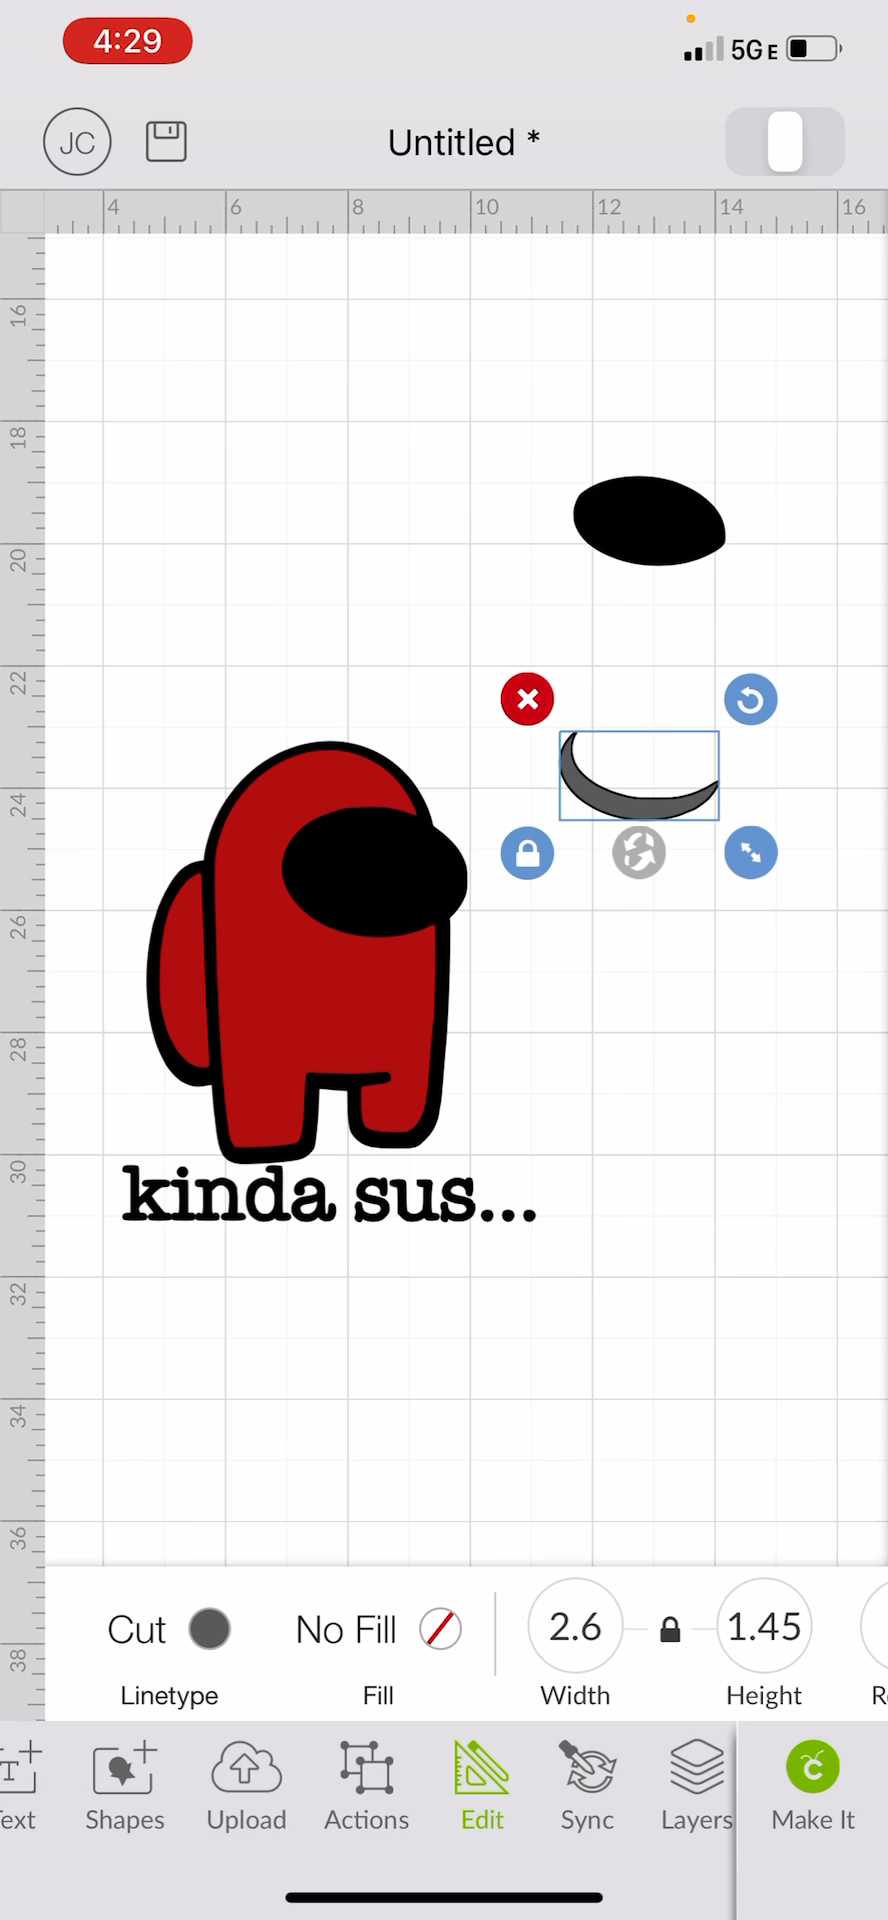 4:29
5G E
JC
Untitled *
4 6 8 10 12 14 16
16
18
20
22
24
26
28
30
kinda sus...
32
34
36
38
Cut
No Fill
2.6
1.45
Linetype
Fill
Width
Height
Text
Shapes
Upload
Actions
Edit
Sync
Layers
Make It